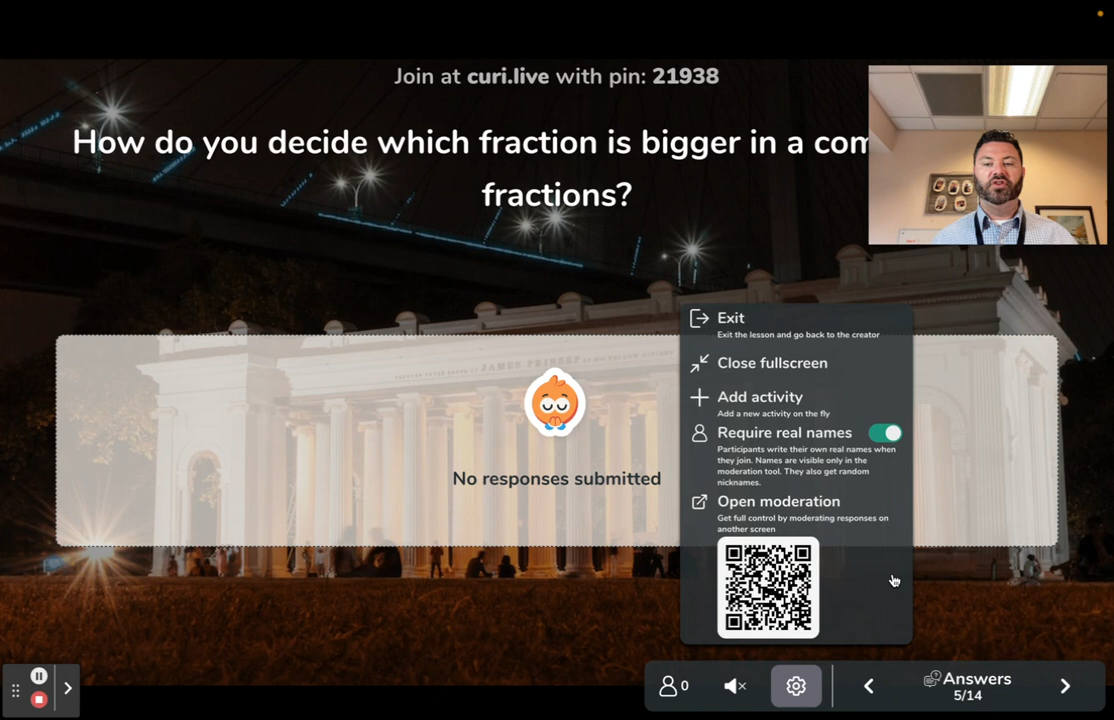 Join at curi.live with pin: 21938
How do you decide which fraction is bigger in a
fractions?
JAMES PRINSEP
No responses submitted
Exit
Exit the lesson and go back to the creator
Close fullscreen
Add activity
Add a new activity on the fly
Require real names
Participants write their own real names when
they join. Names are visible only in the
moderation tool. They also get random
nicknames.
Open moderation
Get full control by moderating responses on
another screen
0
Answers
5/14